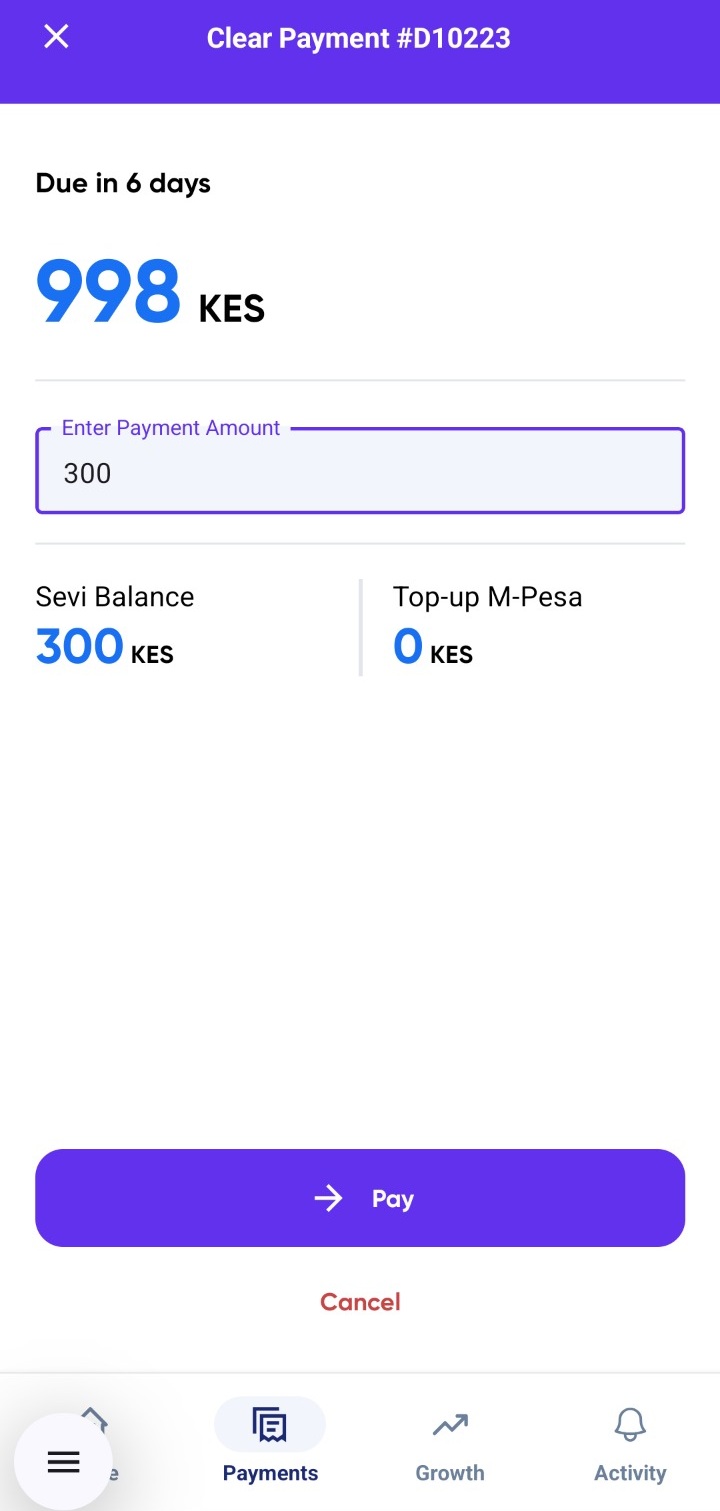 Clear Payment #D10223
Due in 6 days
998 KES
Enter Payment Amount
300
Sevi Balance
300 KES
Top-up M-Pesa
0 KES
Pay
Cancel
Payments
Growth
Activity